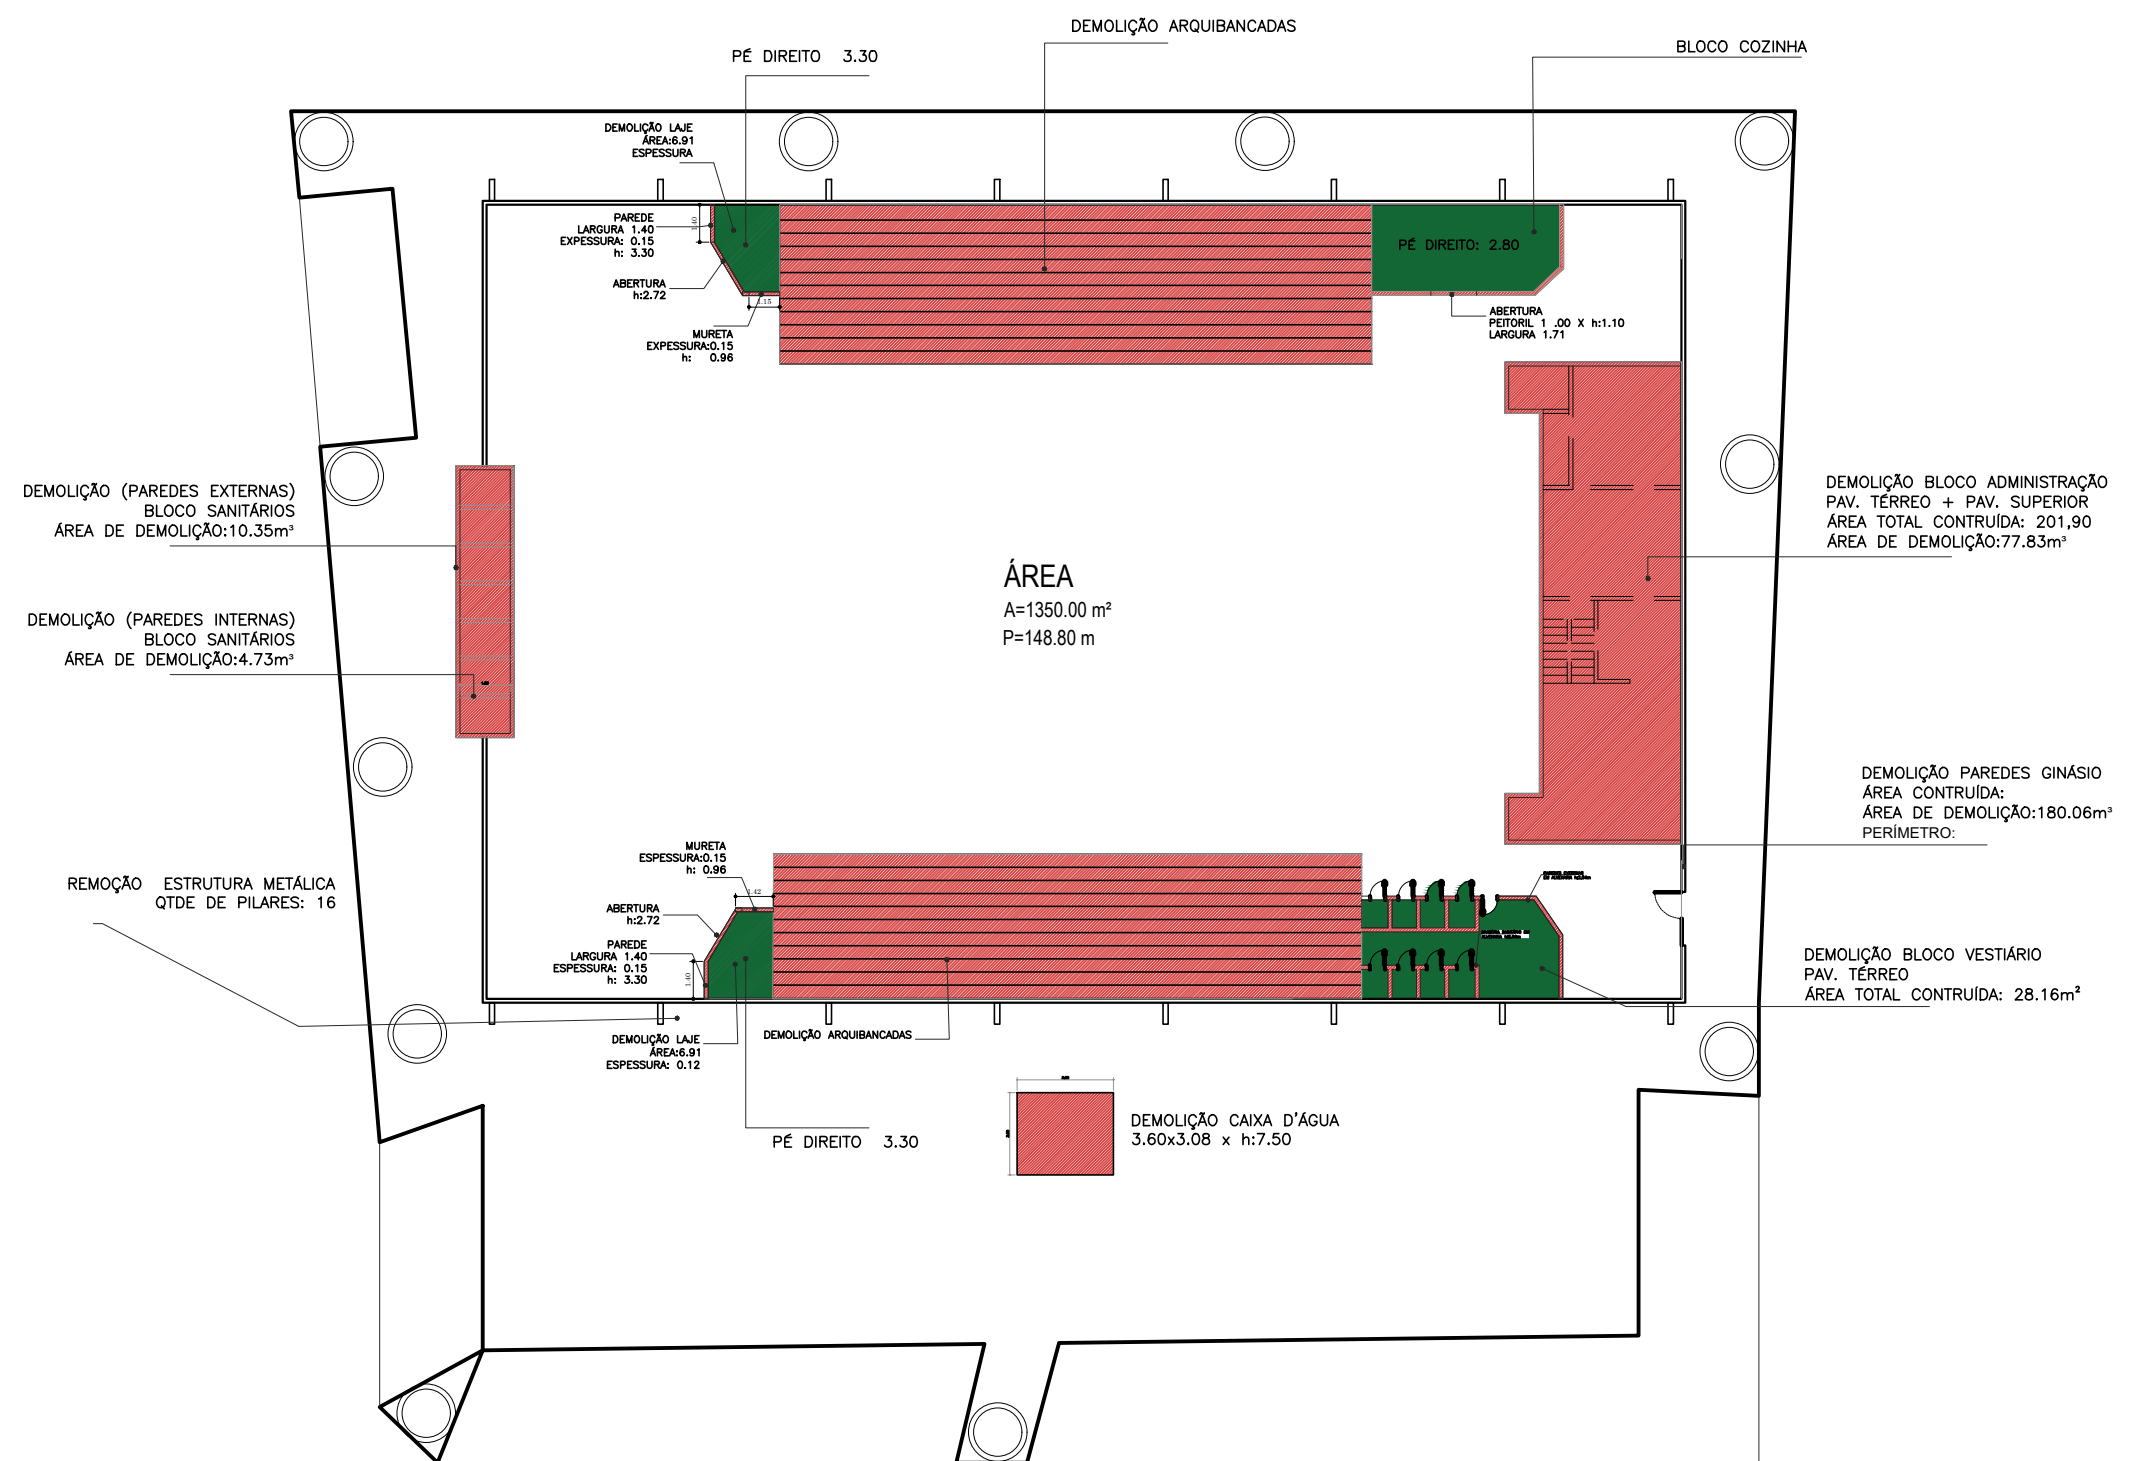 DEMOLIÇÃO ARQUIBANCADAS
PÉ DIREITO 3.30
BLOCO COZINHA
DEMOLIÇÃO LAJE
ÁREA:6.91
ESPESSURA
PAREDE
LARGURA 1.40
EXPESSURA: 0.15
h: 3.30
1.40
ABERTURA
h:2.72
1.15
MURETA
EXPESSURA:0.15
h: 0.96
PÉ DIREITO: 2.80
ABERTURA
PEITORIL 1 .00 X h:1.10
LARGURA 1.71
DEMOLIÇÃO (PAREDES EXTERNAS)
BLOCO SANITÁRIOS
ÁREA DE DEMOLIÇÃO:10.35m³
DEMOLIÇÃO BLOCO ADMINISTRAÇÃO
PAV. TÉRREO + PAV. SUPERIOR
ÁREA TOTAL CONTRUÍDA: 201,90
ÁREA DE DEMOLIÇÃO:77.83m³
ÁREA
A=1350.00 m²
P=148.80 m
DEMOLIÇÃO (PAREDES INTERNAS)
BLOCO SANITÁRIOS
ÁREA DE DEMOLIÇÃO:4.73m³
DEMOLIÇÃO PAREDES GINÁSIO
ÁREA CONTRUÍDA:
ÁREA DE DEMOLIÇÃO:180.06m³
PERÍMETRO:
MURETA
ESPESSURA:0.15
h: 0.96
1.42
REMOÇÃO ESTRUTURA METÁLICA
QTDE DE PILARES: 16
ABERTURA
h:2.72
PAREDE
LARGURA 1.40
ESPESSURA: 0.15
h: 3.30
1.40
DEMOLIÇÃO BLOCO VESTIÁRIO
PAV. TÉRREO
ÁREA TOTAL CONTRUÍDA: 28.16m²
DEMOLIÇÃO LAJE
ÁREA:6.91
ESPESSURA: 0.12
DEMOLIÇÃO ARQUIBANCADAS
PÉ DIREITO 3.30
DEMOLIÇÃO CAIXA D'ÁGUA
3.60x3.08 x h:7.50